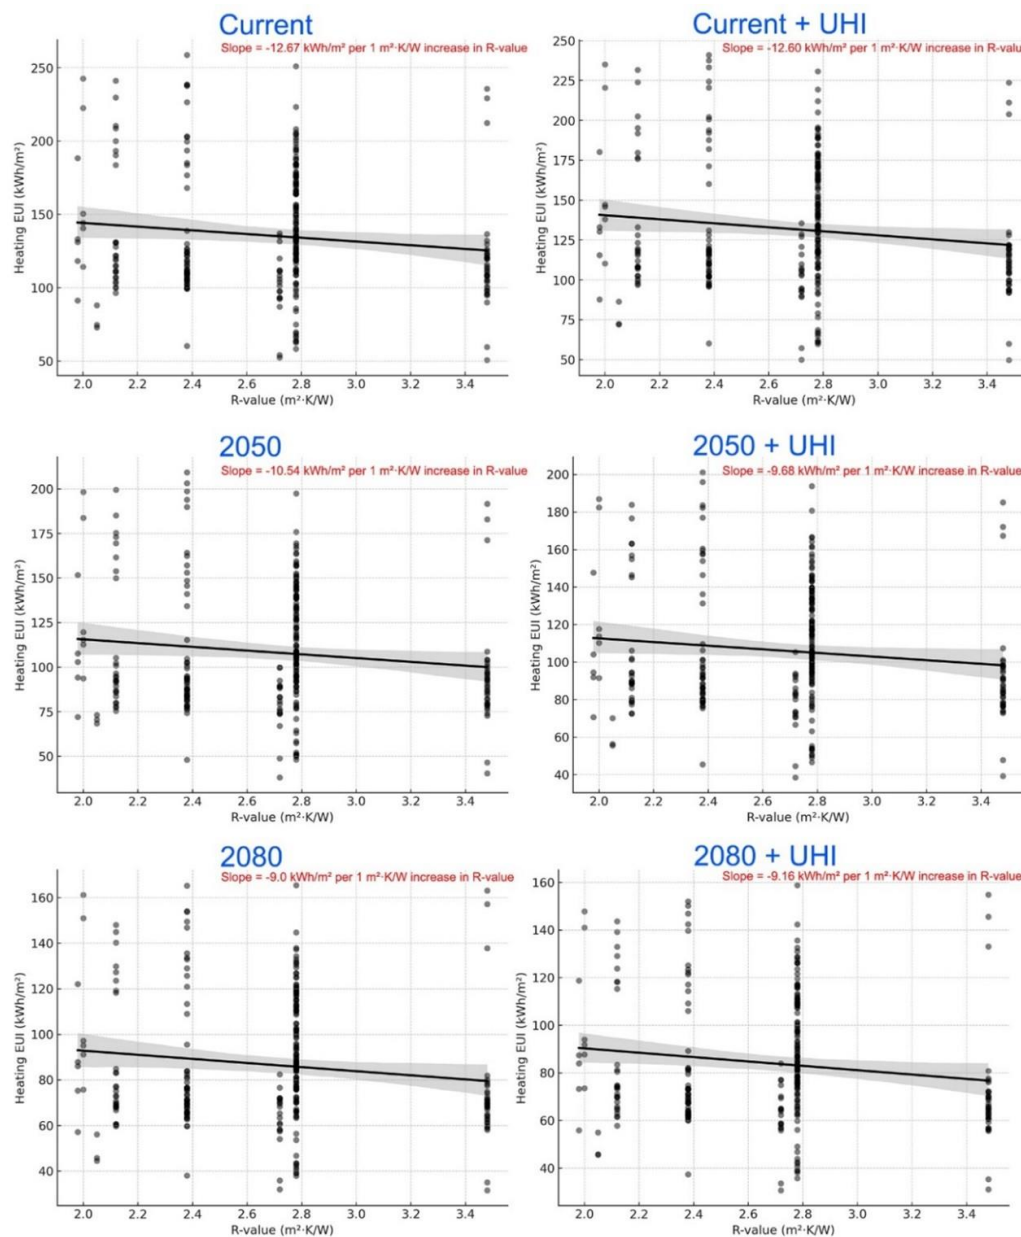 Current
Slope = -12.67 kWh/m² per 1 m²·K/W increase in R-value
Heating EUI (kWh/m²)
250
200
150
100
50
2.0 2.2 2.4 2.6 2.8 3.0 3.2 3.4
R-value (m²·K/W)
Current + UHI
Slope = -12.60 kWh/m² per 1 m²·K/W increase in R-value
Heating EUI (kWh/m²)
250
225
200
175
150
125
100
75
50
2.0 2.2 2.4 2.6 2.8 3.0 3.2 3.4
R-value (m²·K/W)
2050
Slope = -10.54 kWh/m² per 1 m²·K/W increase in R-value
Heating EUI (kWh/m²)
200
175
150
125
100
75
50
2.0 2.2 2.4 2.6 2.8 3.0 3.2 3.4
R-value (m²·K/W)
2050 + UHI
Slope = -9.68 kWh/m² per 1 m²·K/W increase in R-value
Heating EUI (kWh/m²)
200
180
160
140
120
100
80
60
40
2.0 2.2 2.4 2.6 2.8 3.0 3.2 3.4
R-value (m²·K/W)
2080
Slope = -9.0 kWh/m² per 1 m²·K/W increase in R-value
Heating EUI (kWh/m²)
160
140
120
100
80
60
40
2.0 2.2 2.4 2.6 2.8 3.0 3.2 3.4
R-value (m²·K/W)
2080 + UHI
Slope = -9.16 kWh/m² per 1 m²·K/W increase in R-value
Heating EUI (kWh/m²)
160
140
120
100
80
60
40
2.0 2.2 2.4 2.6 2.8 3.0 3.2 3.4
R-value (m²·K/W)